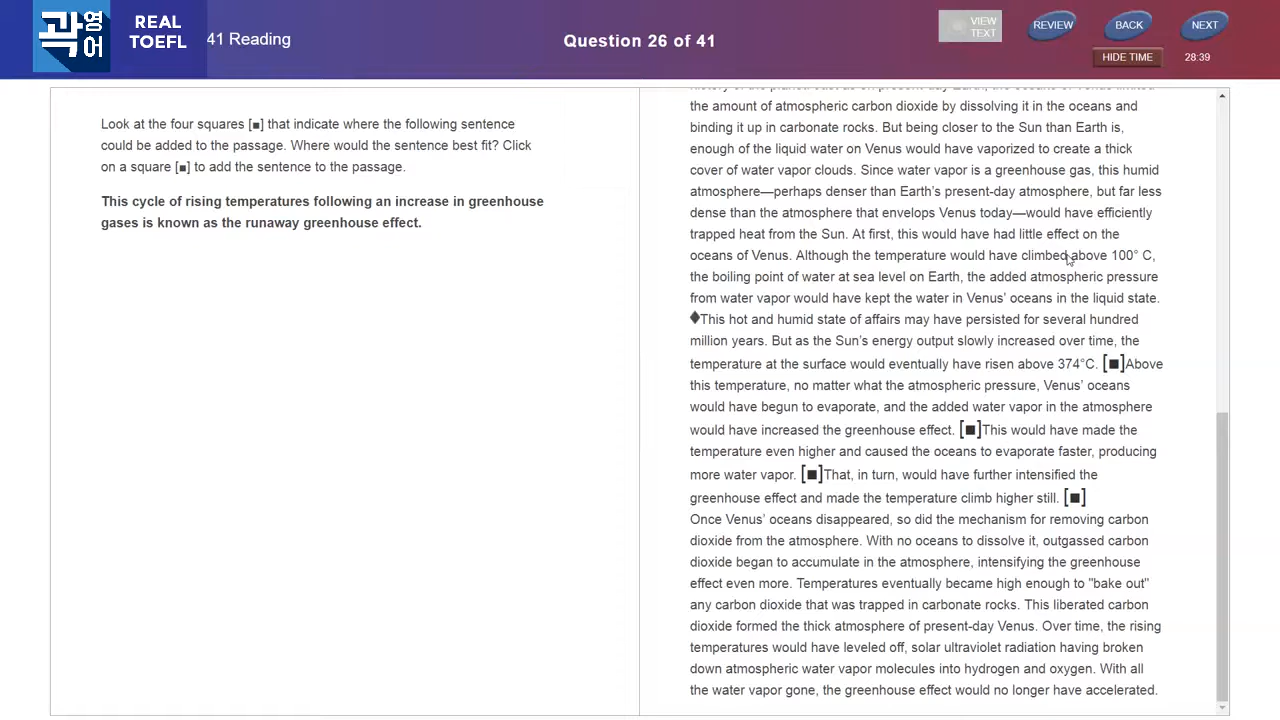 광영어
REAL
TOEFL
41 Reading
Question 26 of 41
VIEW
TEXT
REVIEW
BACK
NEXT
HIDE TIME
28:39
Look at the four squares [■] that indicate where the following sentence
could be added to the passage. Where would the sentence best fit? Click
on a square [■] to add the sentence to the passage.
This cycle of rising temperatures following an increase in greenhouse
gases is known as the runaway greenhouse effect.
the amount of atmospheric carbon dioxide by dissolving it in the oceans and
binding it up in carbonate rocks. But being closer to the Sun than Earth is,
enough of the liquid water on Venus would have vaporized to create a thick
cover of water vapor clouds. Since water vapor is a greenhouse gas, this humid
atmosphere—perhaps denser than Earth's present-day atmosphere, but far less
dense than the atmosphere that envelops Venus today—would have efficiently
trapped heat from the Sun. At first, this would have had little effect on the
oceans of Venus. Although the temperature would have climbed above 100° C,
the boiling point of water at sea level on Earth, the added atmospheric pressure
from water vapor would have kept the water in Venus' oceans in the liquid state.
◆This hot and humid state of affairs may have persisted for several hundred
million years. But as the Sun's energy output slowly increased over time, the
temperature at the surface would eventually have risen above 374°C. [■]Above
this temperature, no matter what the atmospheric pressure, Venus' oceans
would have begun to evaporate, and the added water vapor in the atmosphere
would have increased the greenhouse effect. [■]This would have made the
temperature even higher and caused the oceans to evaporate faster, producing
more water vapor. [■]That, in turn, would have further intensified the
greenhouse effect and made the temperature climb higher still. [■]
Once Venus' oceans disappeared, so did the mechanism for removing carbon
dioxide from the atmosphere. With no oceans to dissolve it, outgassed carbon
dioxide began to accumulate in the atmosphere, intensifying the greenhouse
effect even more. Temperatures eventually became high enough to "bake out"
any carbon dioxide that was trapped in carbonate rocks. This liberated carbon
dioxide formed the thick atmosphere of present-day Venus. Over time, the rising
temperatures would have leveled off, solar ultraviolet radiation having broken
down atmospheric water vapor molecules into hydrogen and oxygen. With all
the water vapor gone, the greenhouse effect would no longer have accelerated.